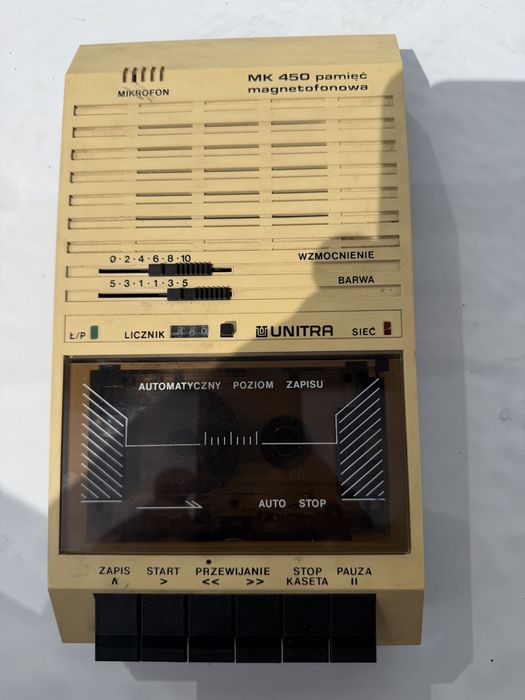 MK 450 pamięć
magnetofonowa
MIKROFON
0·2·4·6·8·10
WZMOCNIENIE
5·3·1·1·3·5
BARWA
Ł/P LICZNIK UNITRA SIEĆ
AUTOMATYCZNY POZIOM ZAPISU
AUTO STOP
ZAPIS START PRZEWIJANIE STOP PAUZA
^ > << >> KASETA II